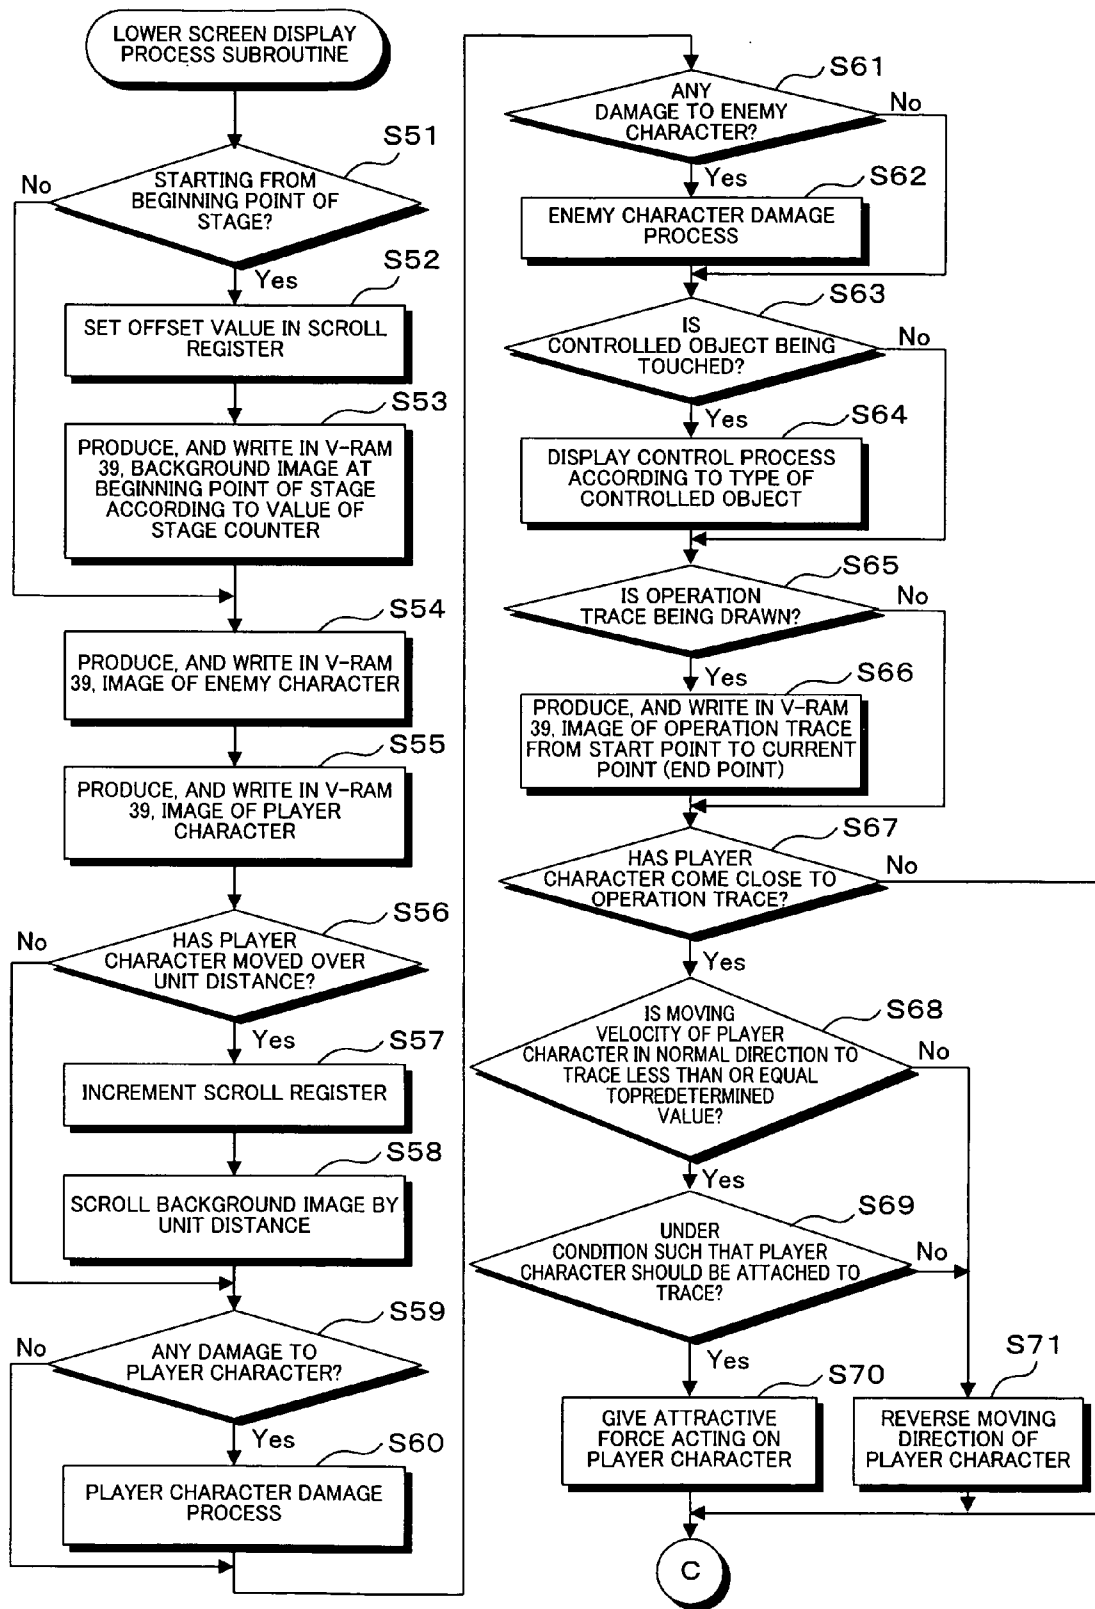 LOWER SCREEN DISPLAY
PROCESS SUBROUTINE
S51
No
STARTING FROM
BEGINNING POINT OF
STAGE?
Yes
S52
SET OFFSET VALUE IN SCROLL
REGISTER
S53
PRODUCE, AND WRITE IN V-RAM
39, BACKGROUND IMAGE AT
BEGINNING POINT OF STAGE
ACCORDING TO VALUE OF
STAGE COUNTER
S54
PRODUCE, AND WRITE IN V-RAM
39, IMAGE OF ENEMY CHARACTER
S55
PRODUCE, AND WRITE IN V-RAM
39, IMAGE OF PLAYER
CHARACTER
S56
No
HAS PLAYER
CHARACTER MOVED OVER
UNIT DISTANCE?
Yes
S57
INCREMENT SCROLL REGISTER
S58
SCROLL BACKGROUND IMAGE BY
UNIT DISTANCE
S59
No
ANY DAMAGE TO
PLAYER CHARACTER?
Yes
S60
PLAYER CHARACTER DAMAGE
PROCESS
S61
ANY
DAMAGE TO ENEMY
CHARACTER?
No
Yes
S62
ENEMY CHARACTER DAMAGE
PROCESS
S63
IS
CONTROLLED OBJECT BEING
TOUCHED?
No
Yes
S64
DISPLAY CONTROL PROCESS
ACCORDING TO TYPE OF
CONTROLLED OBJECT
S65
IS OPERATION
TRACE BEING DRAWN?
No
Yes
S66
PRODUCE, AND WRITE IN V-RAM
39, IMAGE OF OPERATION TRACE
FROM START POINT TO CURRENT
POINT (END POINT)
S67
HAS PLAYER
CHARACTER COME CLOSE TO
OPERATION TRACE?
No
Yes
S68
IS MOVING
VELOCITY OF PLAYER
CHARACTER IN NORMAL DIRECTION TO
TRACE LESS THAN OR EQUAL
TOPREDETERMINED
VALUE?
No
Yes
S69
UNDER
CONDITION SUCH THAT PLAYER
CHARACTER SHOULD BE ATTACHED TO
TRACE?
No
Yes
S70
GIVE ATTRACTIVE
FORCE ACTING ON
PLAYER CHARACTER
S71
REVERSE MOVING
DIRECTION OF
PLAYER CHARACTER
C